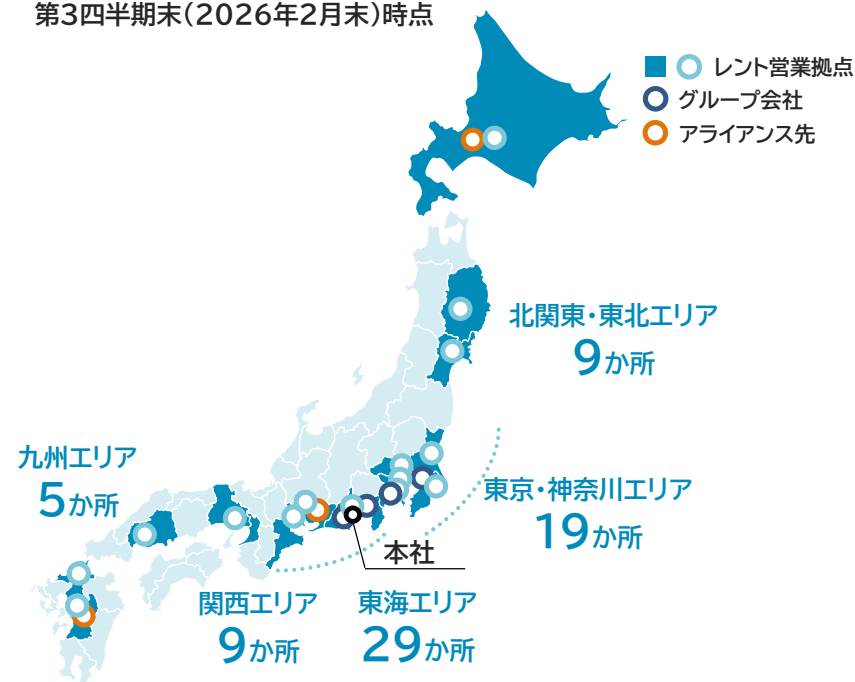 第3四半期末(2026年2月末)時点
レント営業拠点
グループ会社
アライアンス先
北関東・東北エリア
9か所
九州エリア
5か所
東京・神奈川エリア
19か所
本社
関西エリア
9か所
東海エリア
29か所